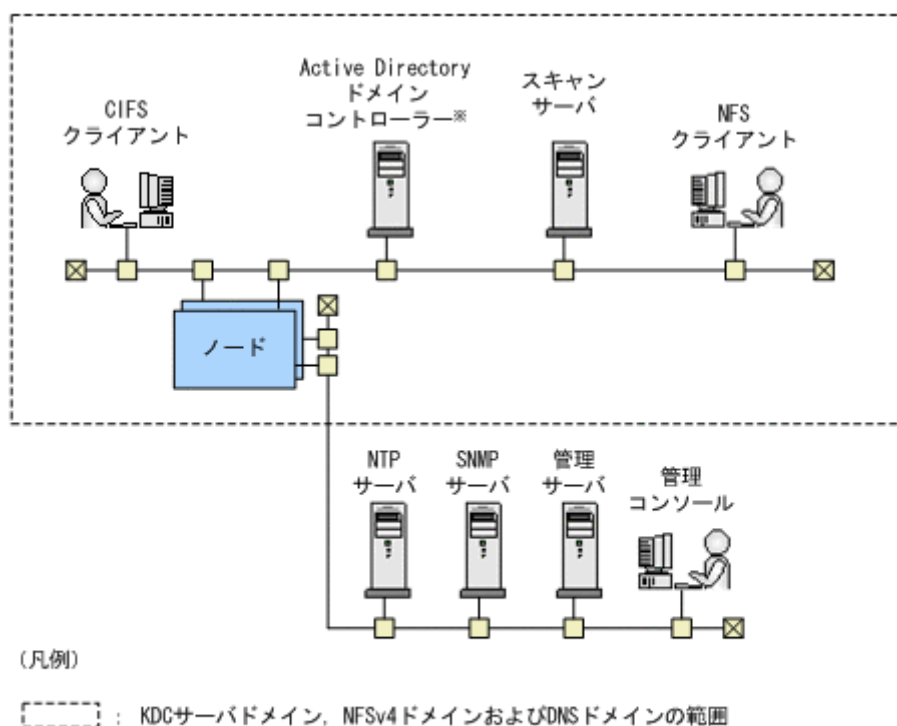 CIFS
クライアント
Active Directory
ドメイン
コントローラー※
スキャン
サーバ
NFS
クライアント
ノード
NTP
サーバ
SNMP
サーバ
管理
サーバ
管理
コンソール
(凡例)
: KDCサーバドメイン, NFSv4ドメインおよびDNSドメインの範囲